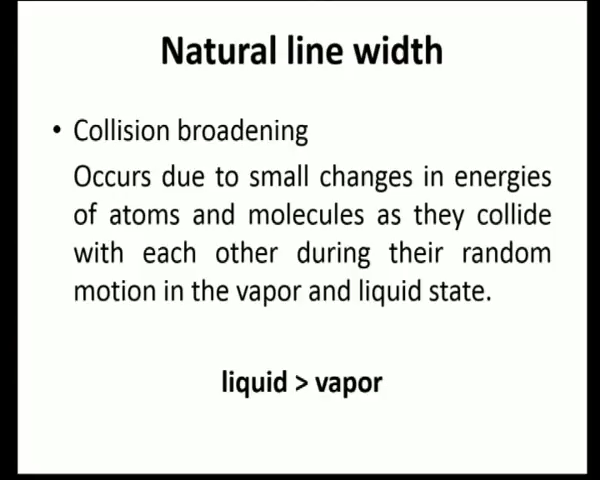 Natural line width
• Collision broadening
Occurs due to small changes in energies
of atoms and molecules as they collide
with each other during their random
motion in the vapor and liquid state.
liquid > vapor